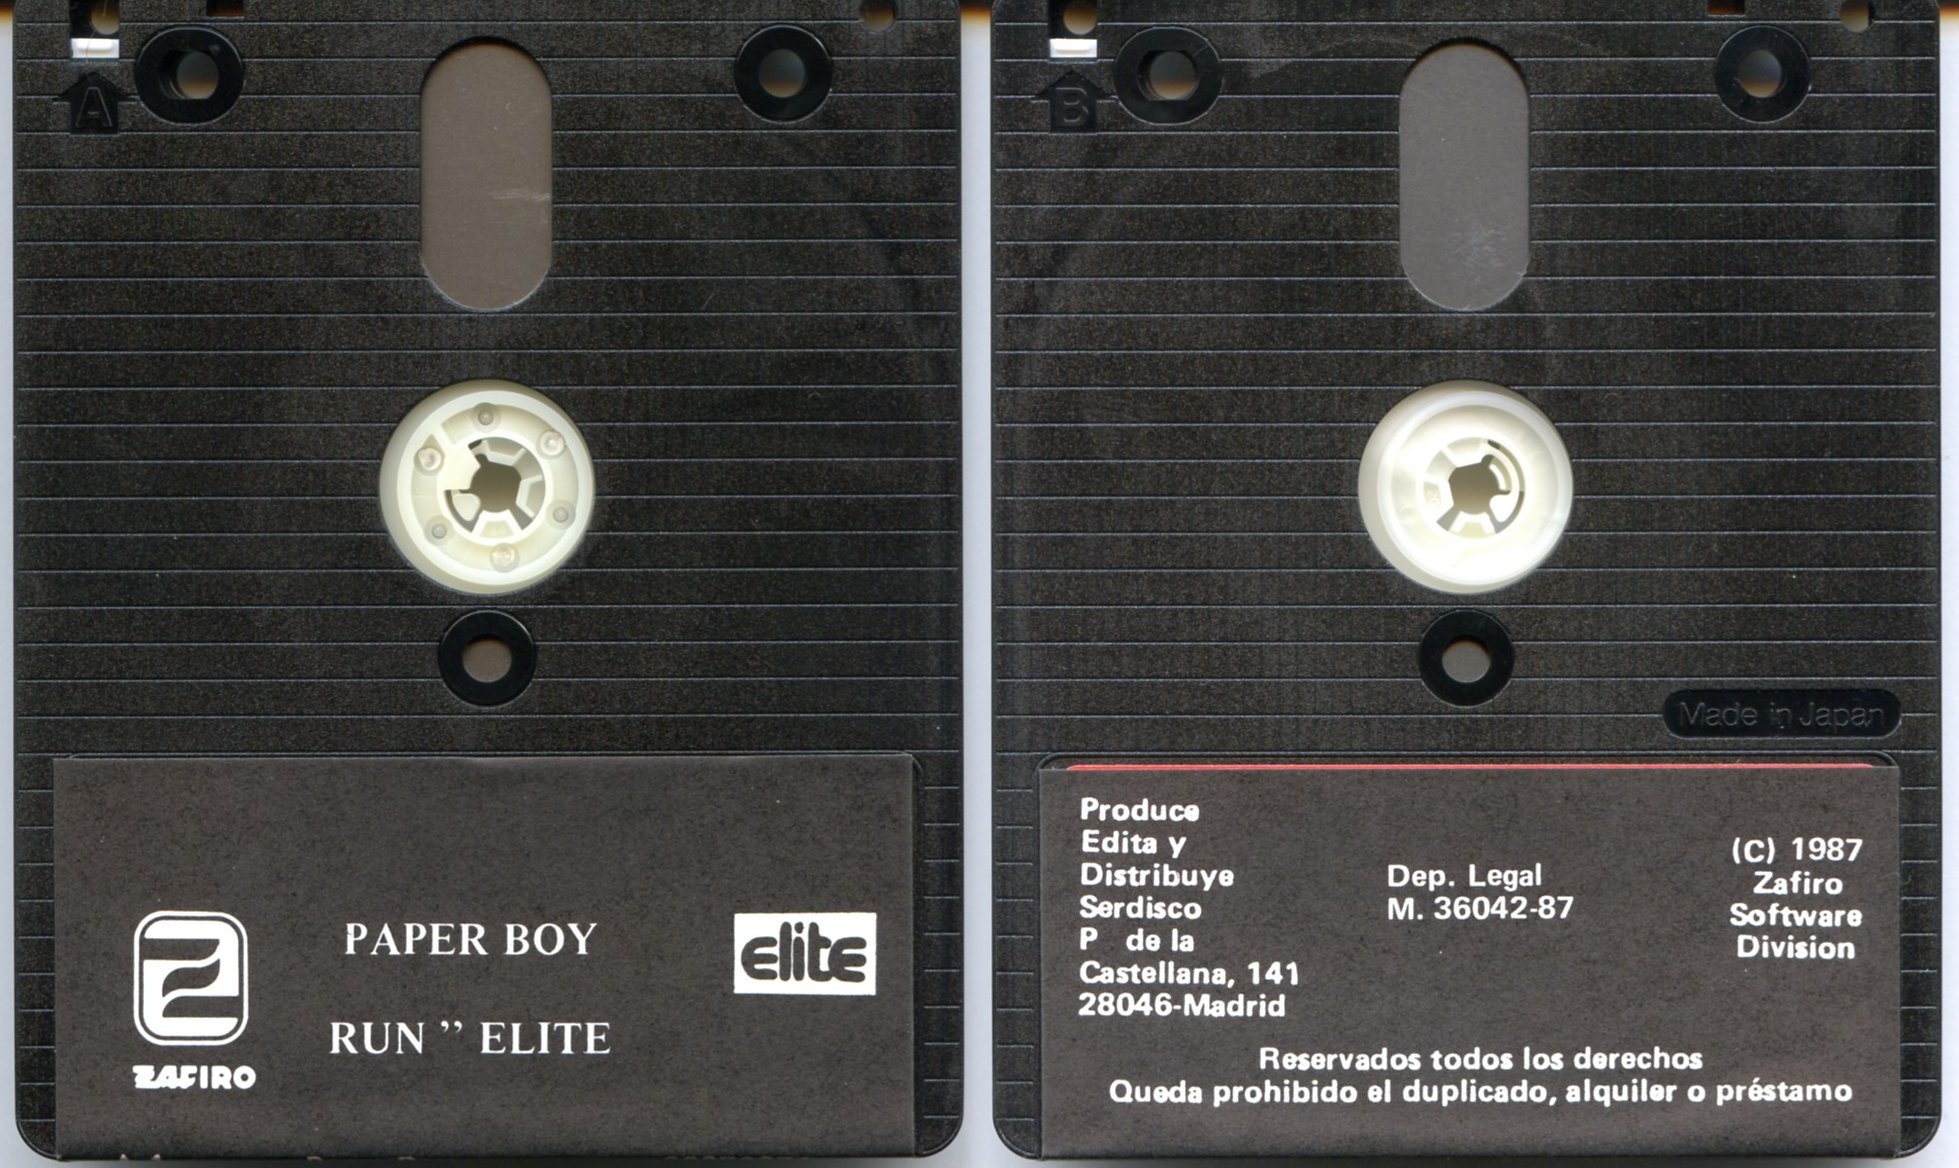 A
PAPER BOY
RUN ” ELITE
ZAFIRO
elite
B
Made in Japan
Produce
Edita y
Distribuye
Serdisco
P de la
Castellana, 141
28046-Madrid
Dep. Legal
M. 36042-87
(C) 1987
Zafiro
Software
Division
Reservados todos los derechos
Queda prohibido el duplicado, alquiler o préstamo